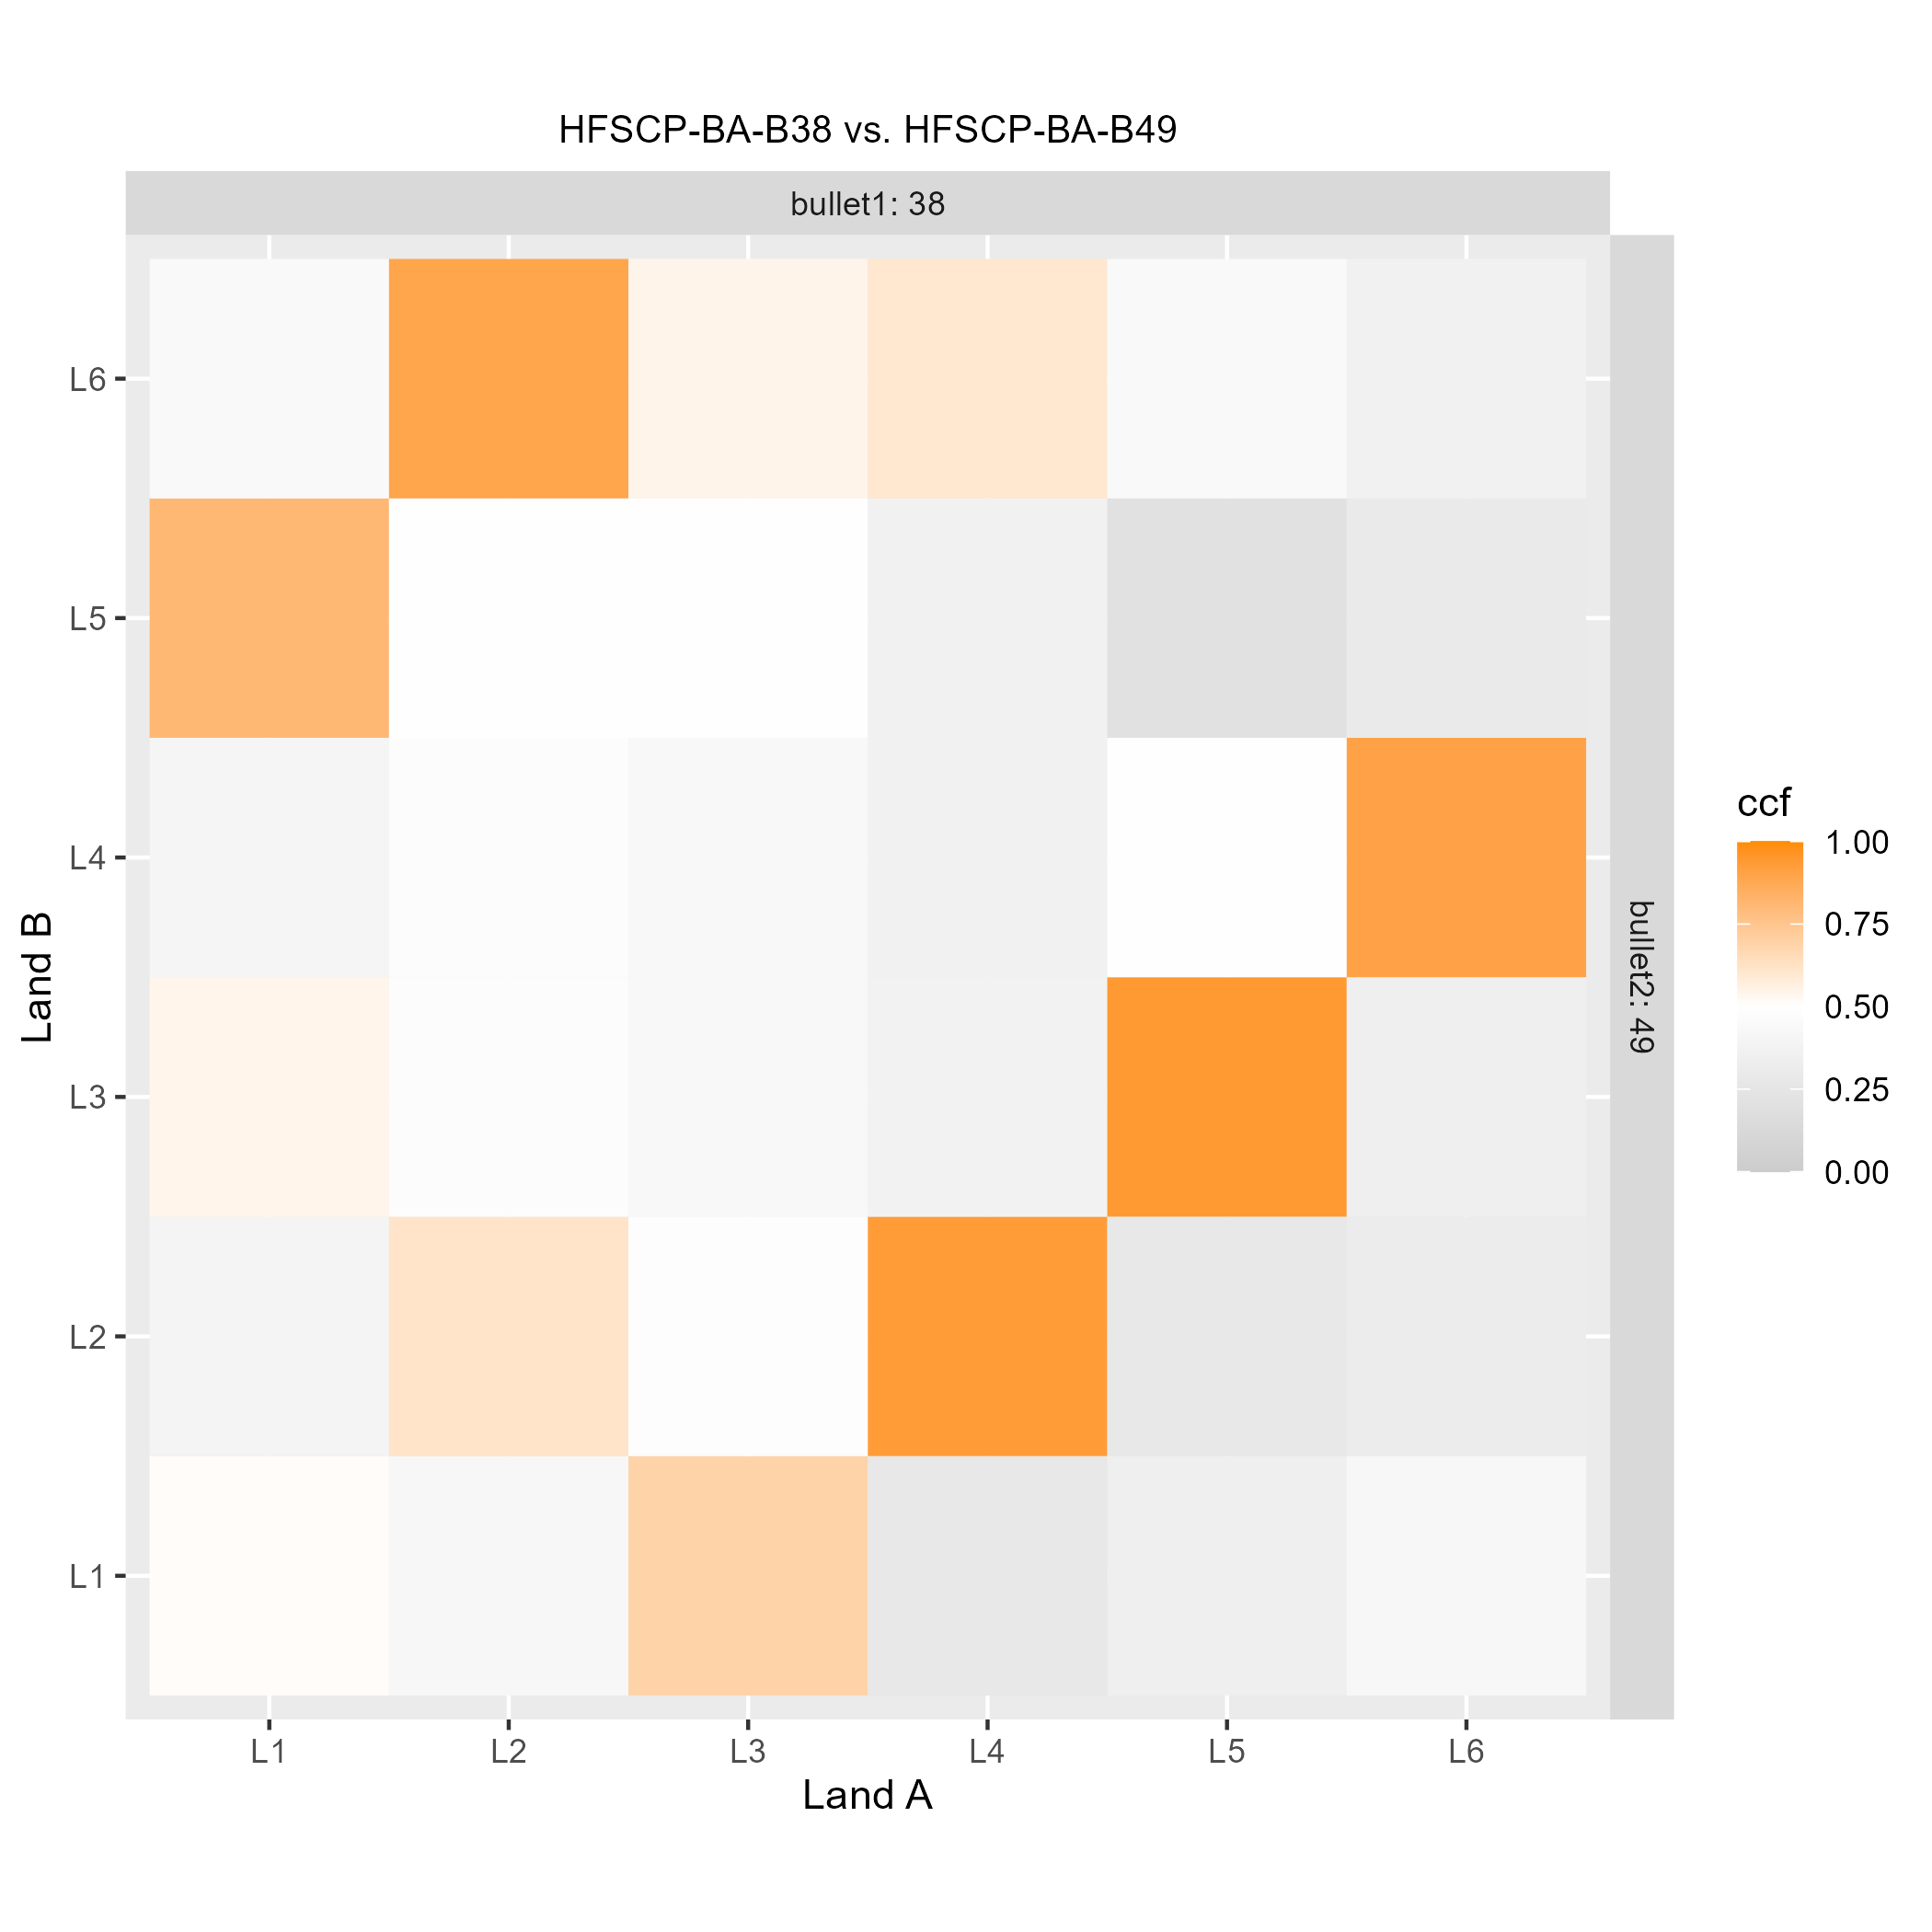 HFSCP-BA-B38 vs. HFSCP-BA-B49
bullet1: 38
L6
L5
L4
L3
L2
L1
Land B
bullet2: 49
ccf
1.00
0.75
0.50
0.25
0.00
L1 L2 L3 L4 L5 L6
Land A